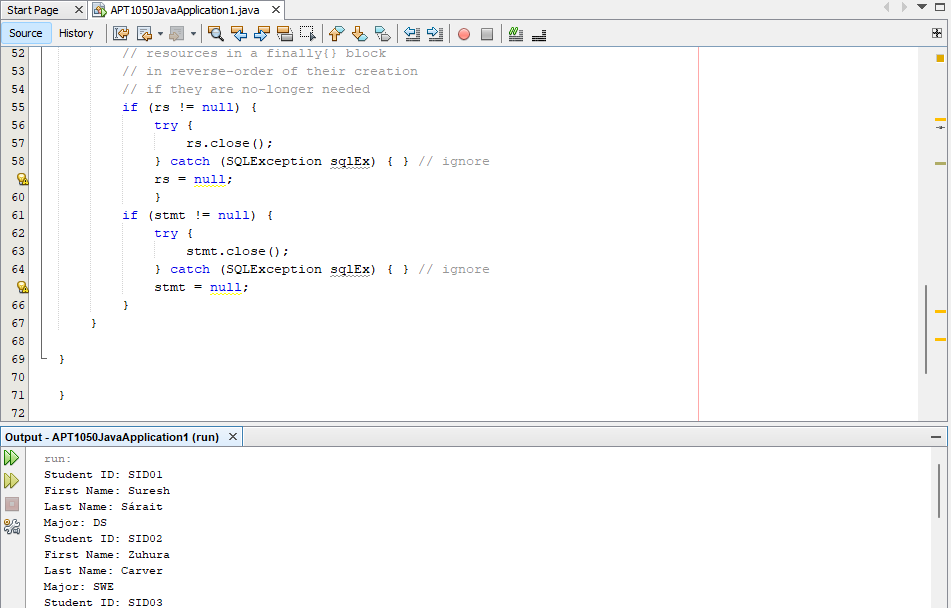 Start Page APT1050JavaApplication1.java
Source History
52 // resources in a finally{} block
53 // in reverse-order of their creation
54 // if they are no-longer needed
55 if (rs != null) {
56 try {
57 rs.close();
58 } catch (SQLException sqlEx) { } // ignore
rs = null;
60 }
61 if (stmt != null) {
62 try {
63 stmt.close();
64 } catch (SQLException sqlEx) { } // ignore
stmt = null;
66 }
67 }
68
69 }
70
71 }
72
Output - APT1050JavaApplication1 (run)
run:
Student ID: SID01
First Name: Suresh
Last Name: Sárait
Major: DS
Student ID: SID02
First Name: Zuhura
Last Name: Carver
Major: SWE
Student ID: SID03